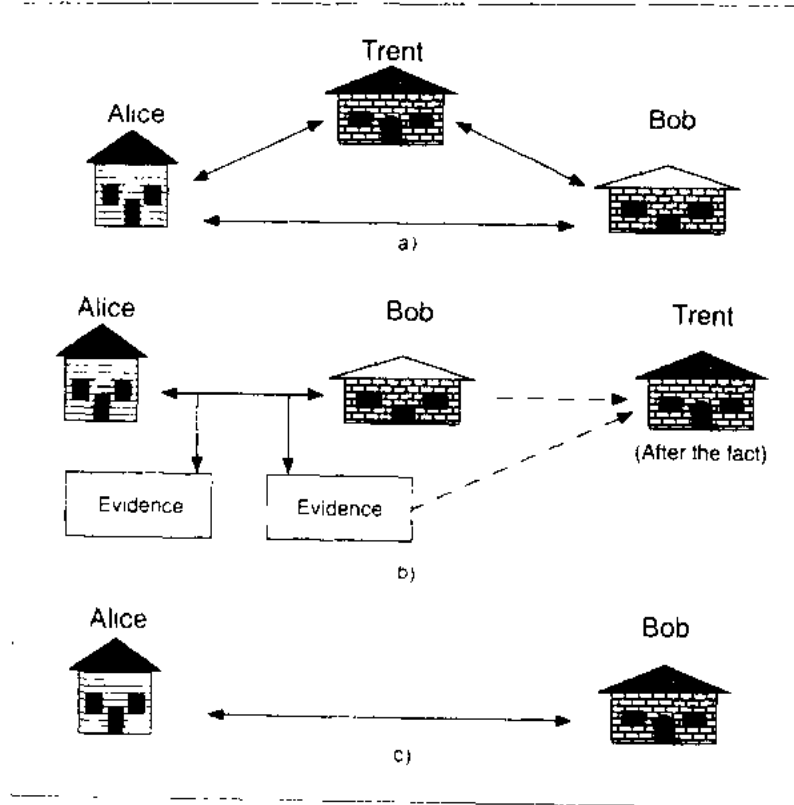 Trent
Alice
Bob
a)
Alice
Bob
Trent
(After the fact)
Evidence
Evidence
b)
Alice
Bob
c)